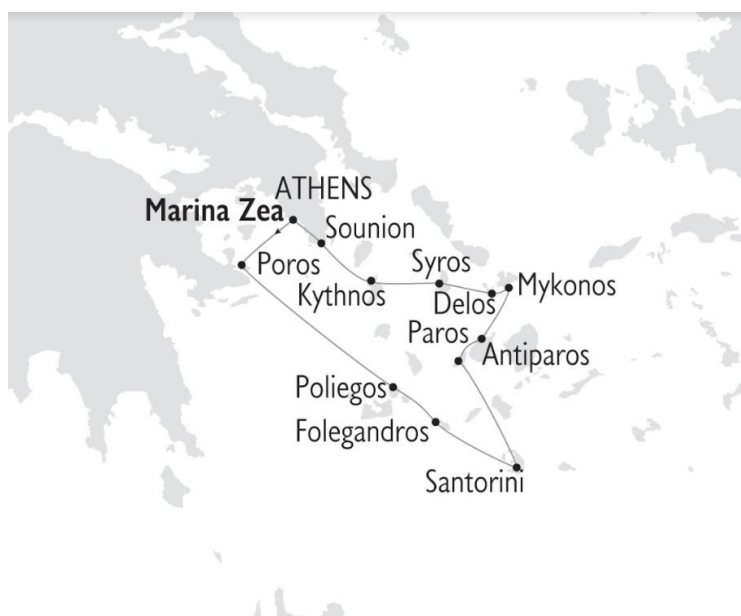 ATHENS
Marina Zea
Sounion
Poros
Syros
Kythnos
Mykonos
Delos
Paros
Antiparos
Poliegos
Folegandros
Santorini